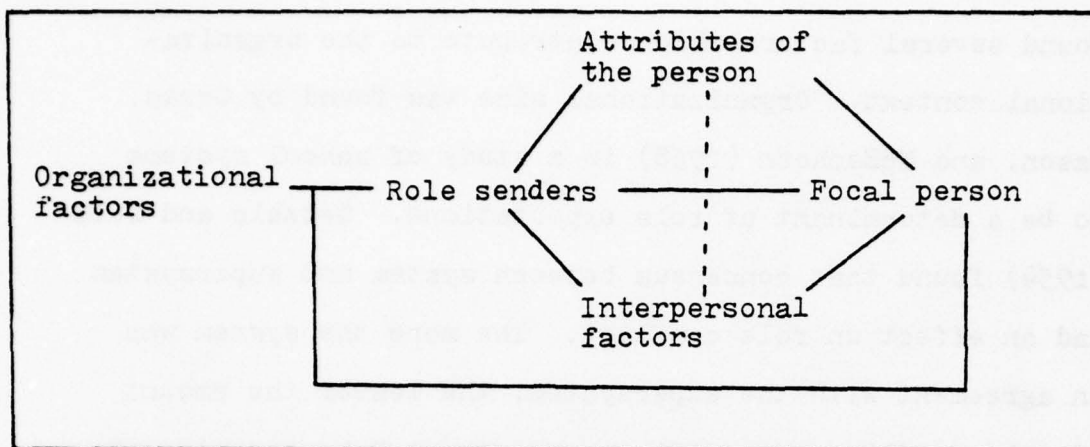 Attributes of
the person
Organizational
factors
Role senders
Focal person
Interpersonal
factors